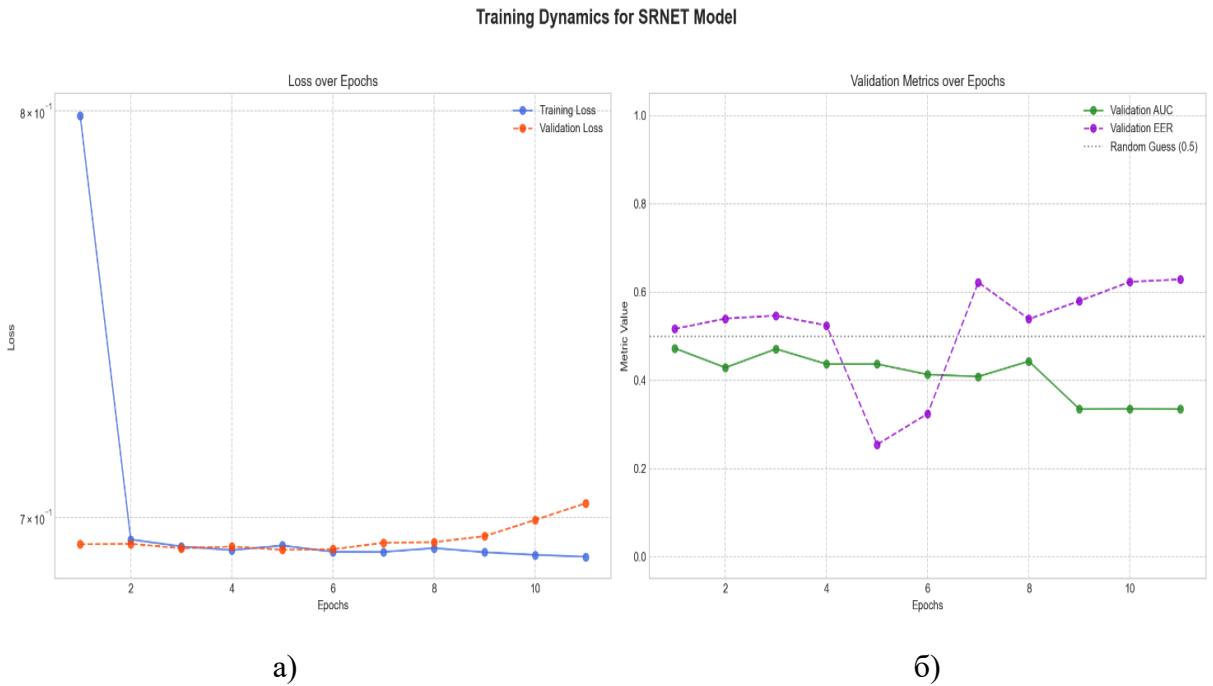 Training Dynamics for SRNET Model
Loss over Epochs
8 × 10⁻¹
7 × 10⁻¹
Loss
Training Loss
Validation Loss
2 4 6 8 10
Epochs
Validation Metrics over Epochs
1.0
0.8
0.6
0.4
0.2
0.0
Metric Value
Validation AUC
Validation EER
Random Guess (0.5)
2 4 6 8 10
Epochs
а) б)